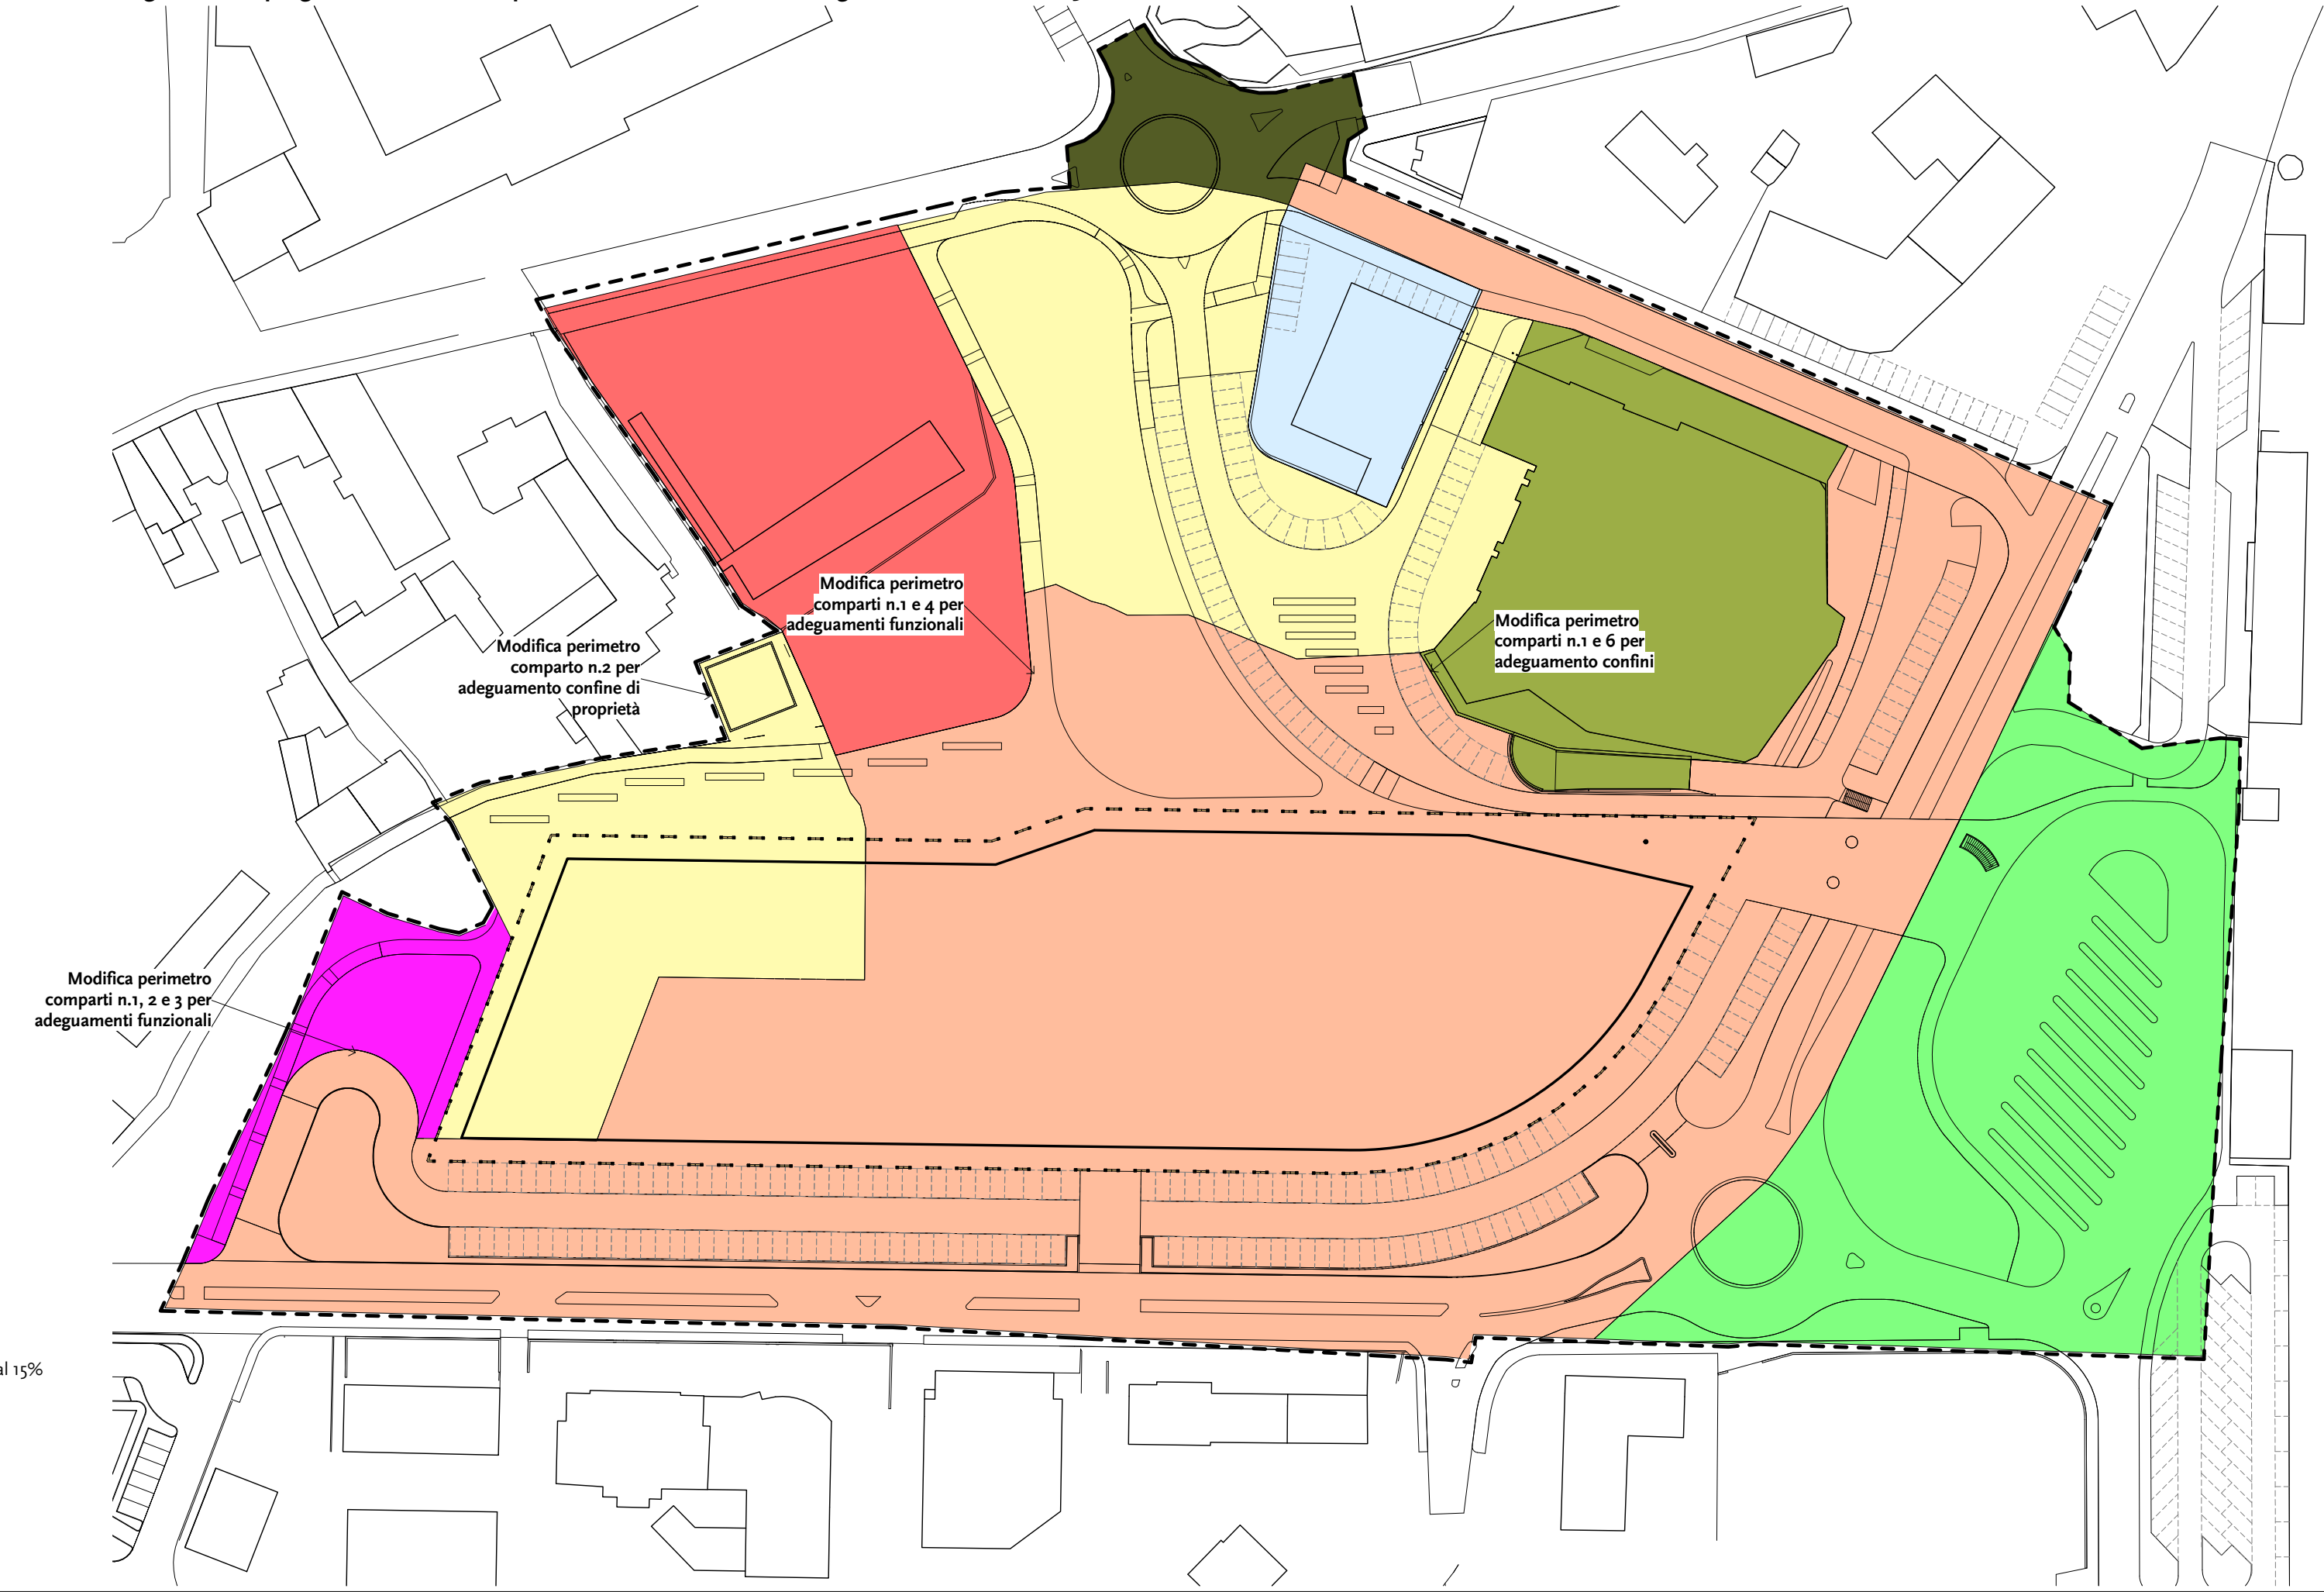 Modifica perimetro
comparti n.1 e 4 per
adeguamenti funzionali
Modifica perimetro
comparti n.1 e 6 per
adeguamento confini
Modifica perimetro
comparto n.2 per
adeguamento confine di
proprietà
Modifica perimetro
comparti n.1, 2 e 3 per
adeguamenti funzionali
al 15%